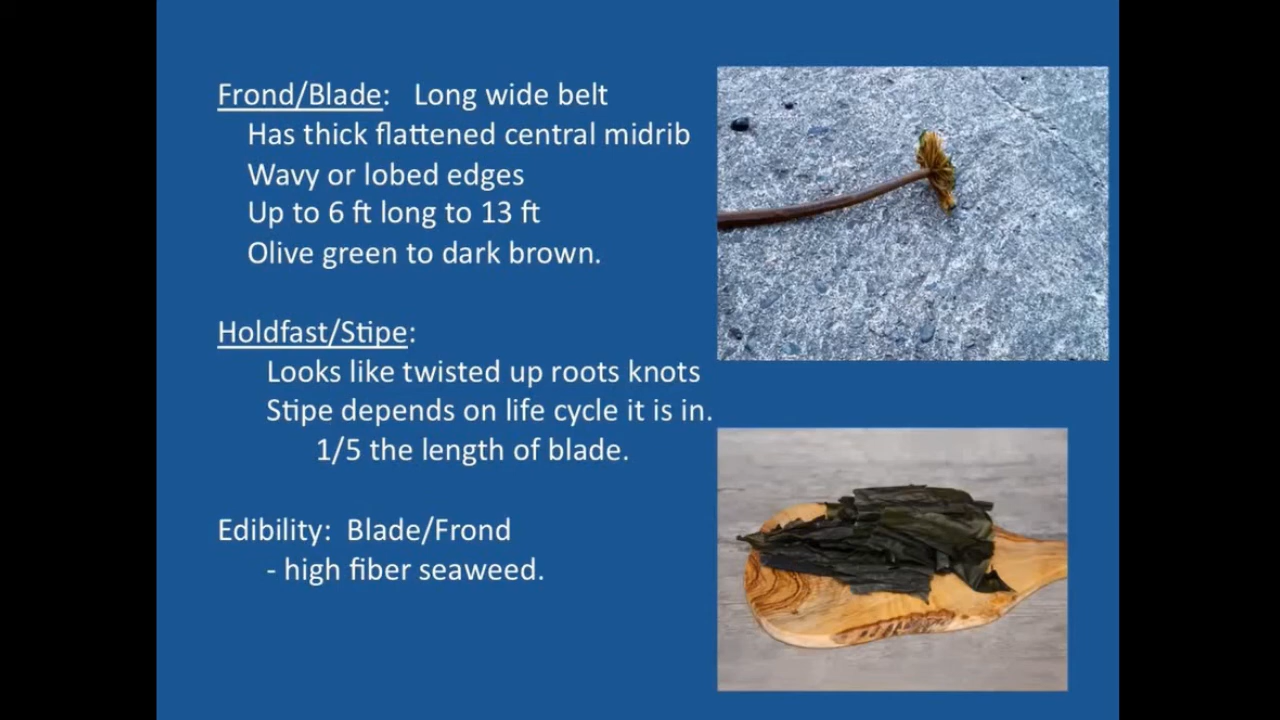 Frond/Blade: Long wide belt
Has thick flattened central midrib
Wavy or lobed edges
Up to 6 ft long to 13 ft
Olive green to dark brown.
Holdfast/Stipe:
Looks like twisted up roots knots
Stipe depends on life cycle it is in.
1/5 the length of blade.
Edibility: Blade/Frond
- high fiber seaweed.